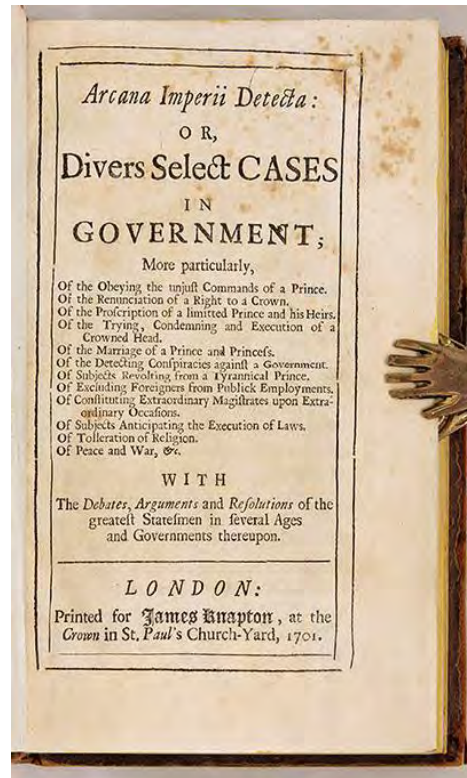 Arcana Imperii Detecta:
OR,
Divers Select CASES
IN
GOVERNMENT;
More particularly,
Of the Obeying the unjuſt Commands of a Prince.
Of the Renunciation of a Right to a Crown.
Of the Proſcription of a limitted Prince and his Heirs.
Of the Trying, Condemning and Execution of a
Crowned Head.
Of the Marriage of a Prince and Princeſs.
Of the Detecting Conſpiracies againſt a Government.
Of Subjects Revolting from a Tyrannical Prince.
Of Excluding Foreigners from Publick Employments.
Of Conſtituting Extraordinary Magiſtrates upon Extra-
ordinary Occaſions.
Of Subjects Anticipating the Execution of Laws.
Of Tolleration of Religion.
Of Peace and War, &c.
WITH
The Debates, Arguments and Reſolutions of the
greateſt Stateſmen in ſeveral Ages
and Governments thereupon.
LONDON:
Printed for James Knapton, at the
Crown in St. Paul's Church-Yard, 1701.